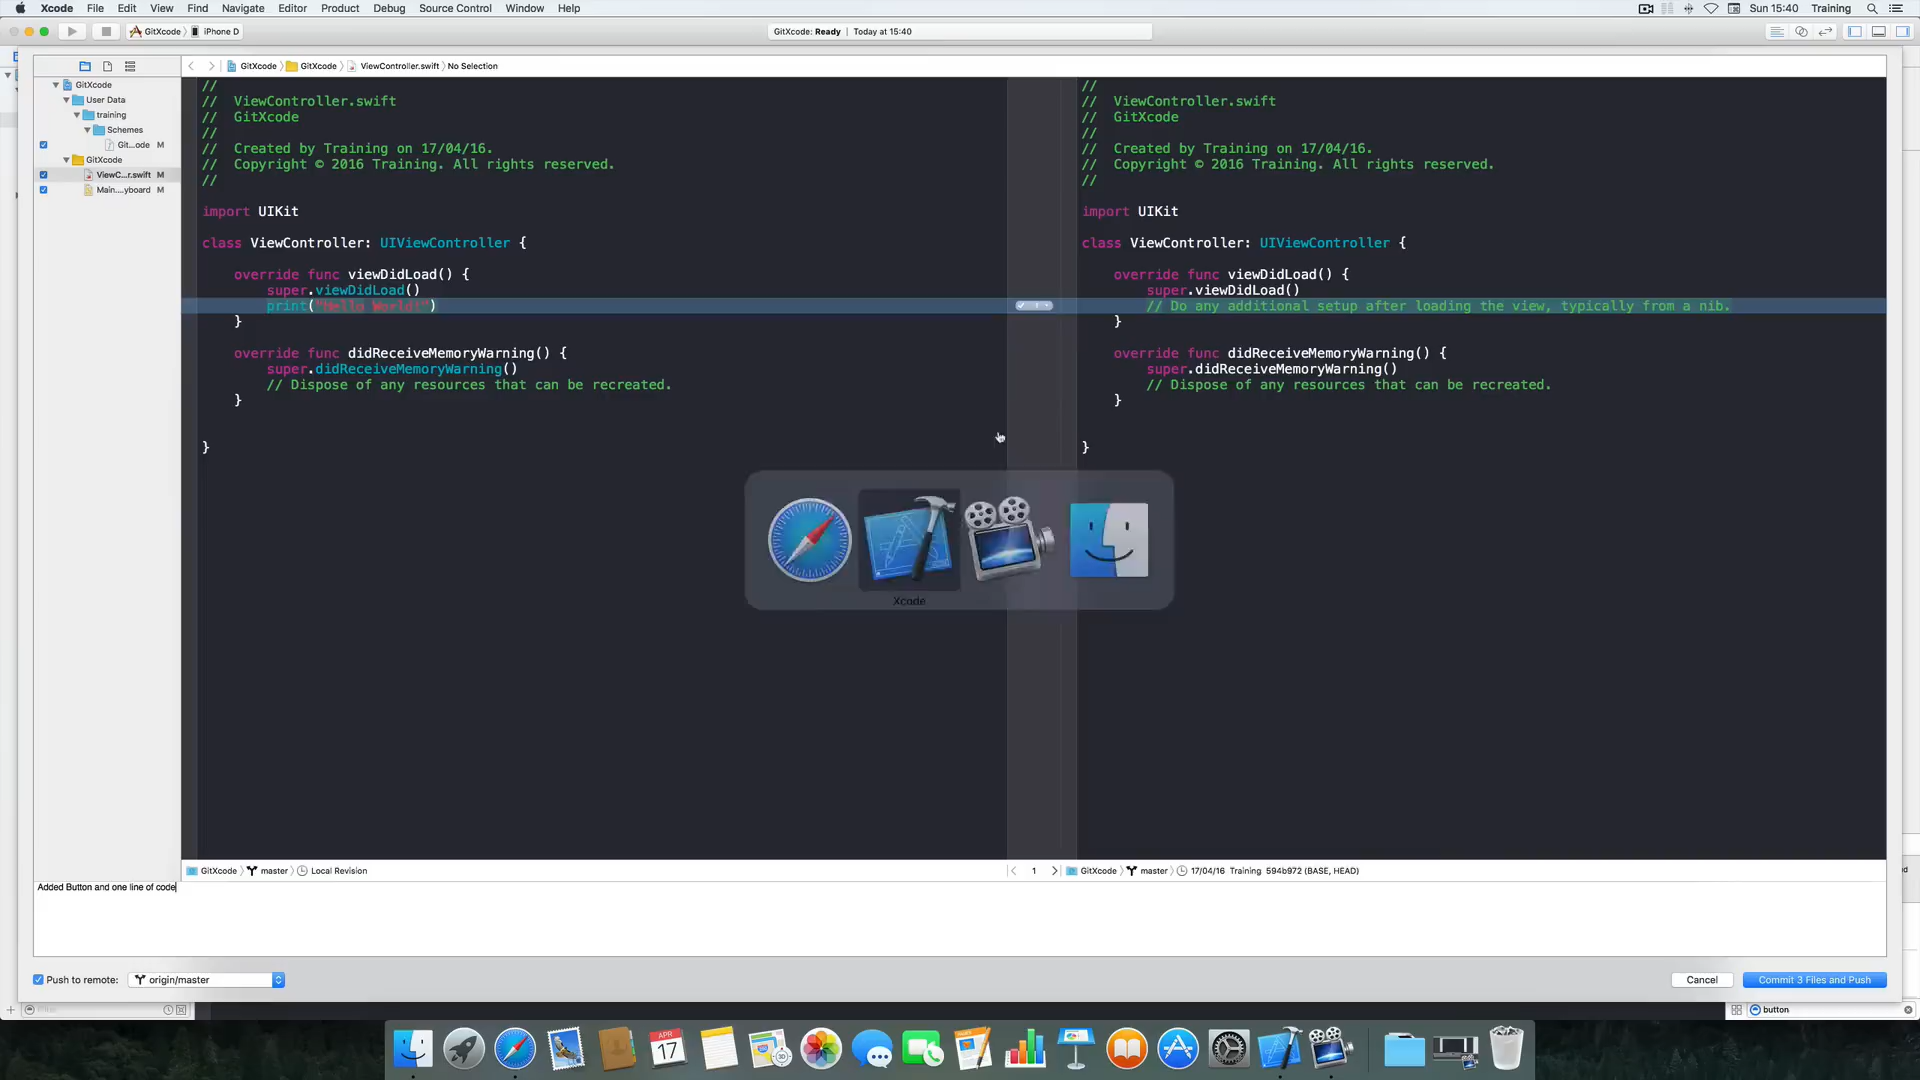 Xcode File Edit View Find Navigate Editor Product Debug Source Control Window Help
Sun 15:40 Training
GitXcode iPhone D
GitXcode: Ready | Today at 15:40
GitXcode GitXcode ViewController.swift No Selection
GitXcode
User Data
training
Schemes
Git...ode M
GitXcode
ViewC...r.swift M
Main....yboard M
//
// ViewController.swift
// GitXcode
//
// Created by Training on 17/04/16.
// Copyright © 2016 Training. All rights reserved.
//
import UIKit
class ViewController: UIViewController {
override func viewDidLoad() {
super.viewDidLoad()
print("Hello World!")
}
override func didReceiveMemoryWarning() {
super.didReceiveMemoryWarning()
// Dispose of any resources that can be recreated.
}
}
//
// ViewController.swift
// GitXcode
//
// Created by Training on 17/04/16.
// Copyright © 2016 Training. All rights reserved.
//
import UIKit
class ViewController: UIViewController {
override func viewDidLoad() {
super.viewDidLoad()
// Do any additional setup after loading the view, typically from a nib.
}
override func didReceiveMemoryWarning() {
super.didReceiveMemoryWarning()
// Dispose of any resources that can be recreated.
}
}
Xcode
GitXcode master Local Revision
1
GitXcode master 17/04/16 Training 594b972 (BASE, HEAD)
Added Button and one line of code
Push to remote: origin/master
Cancel
Commit 3 Files and Push
button
APR
17